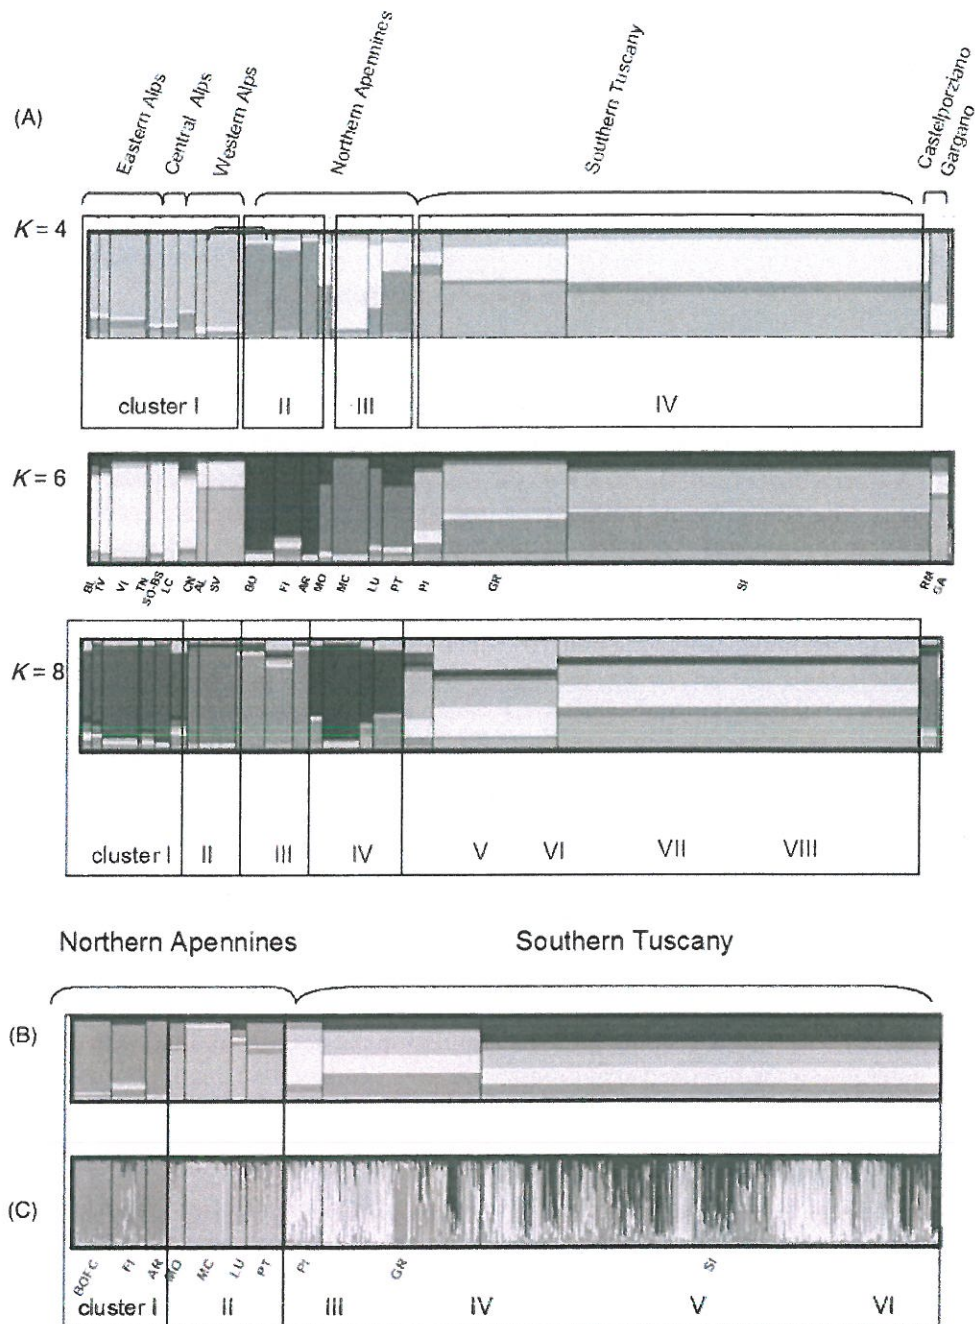 (A)
Eastern Alps
Central Alps
Western Alps
Northern Apennines
Southern Tuscany
Castelporziano
Gargano
K = 4
cluster I II III IV
K = 6
BL TV VI TN SO-BS LC CN AL SV BO FI AR MO MC LU PT PI GR SI RM GA
K = 8
cluster I II III IV V VI VII VIII
Northern Apennines Southern Tuscany
(B)
(C)
BOFC FI AR MO MC LU PT PI GR SI
cluster I II III IV V VI